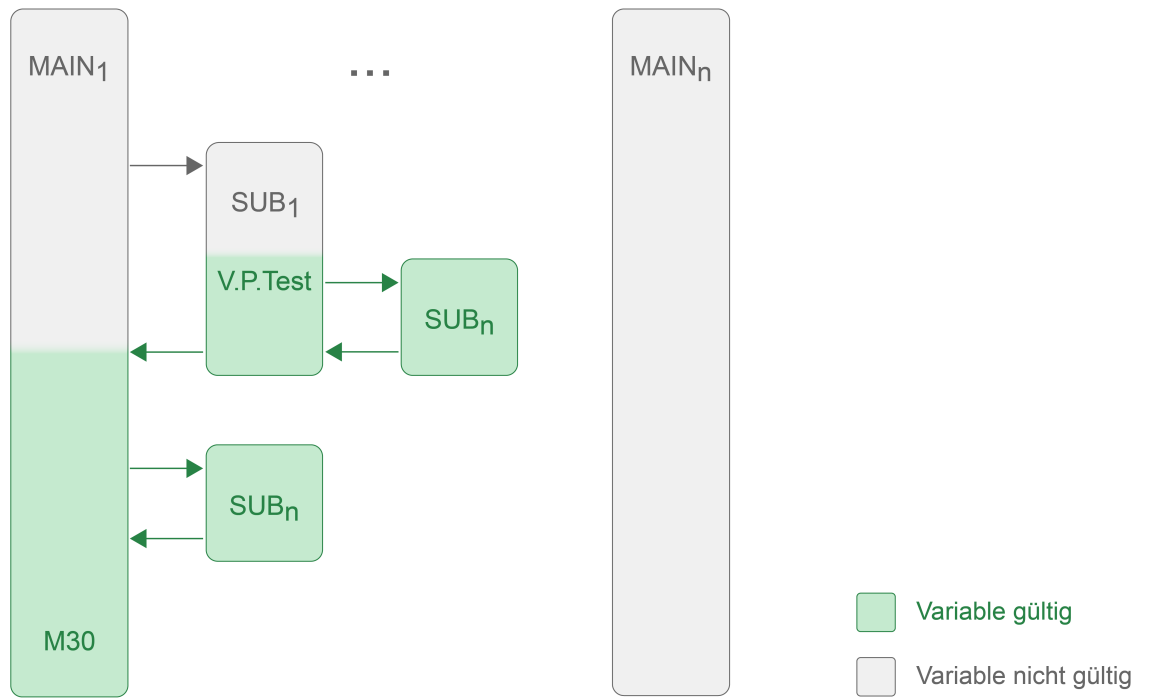 MAIN1
...
MAINn
SUB1
V.P.Test
SUBn
SUBn
M30
Variable gültig
Variable nicht gültig